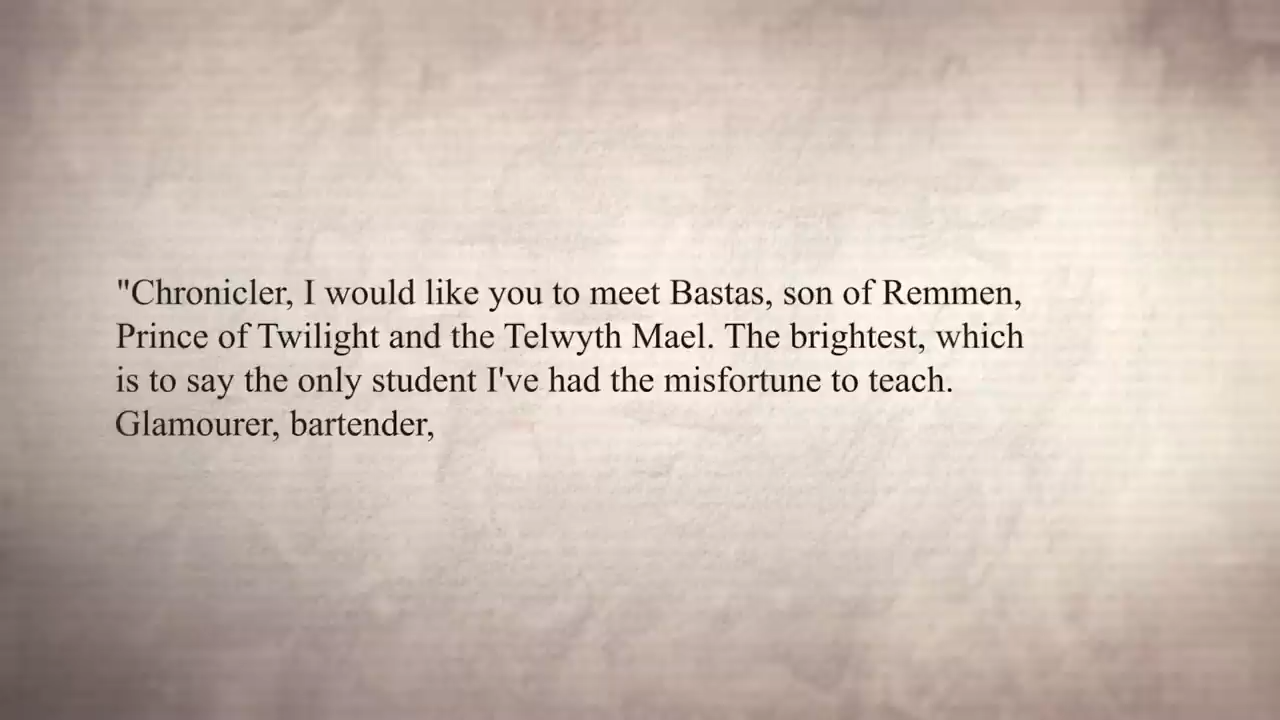 "Chronicler, I would like you to meet Bastas, son of Remmen,
Prince of Twilight and the Telwyth Mael. The brightest, which
is to say the only student I've had the misfortune to teach.
Glamourer, bartender,